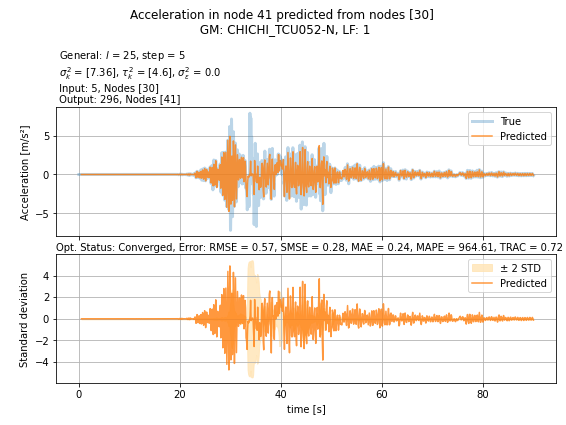 Acceleration in node 41 predicted from nodes [30]
GM: CHICHI_TCU052-N, LF: 1
General: l = 25, step = 5
σ²ₖ = [7.36], τ²ₖ = [4.6], σ²ε = 0.0
Input: 5, Nodes [30]
Output: 296, Nodes [41]
True
Predicted
5
0
−5
Acceleration [m/s²]
Opt. Status: Converged, Error: RMSE = 0.57, SMSE = 0.28, MAE = 0.24, MAPE = 964.61, TRAC = 0.72
± 2 STD
Predicted
4
2
0
−2
−4
Standard deviation
0 20 40 60 80
time [s]